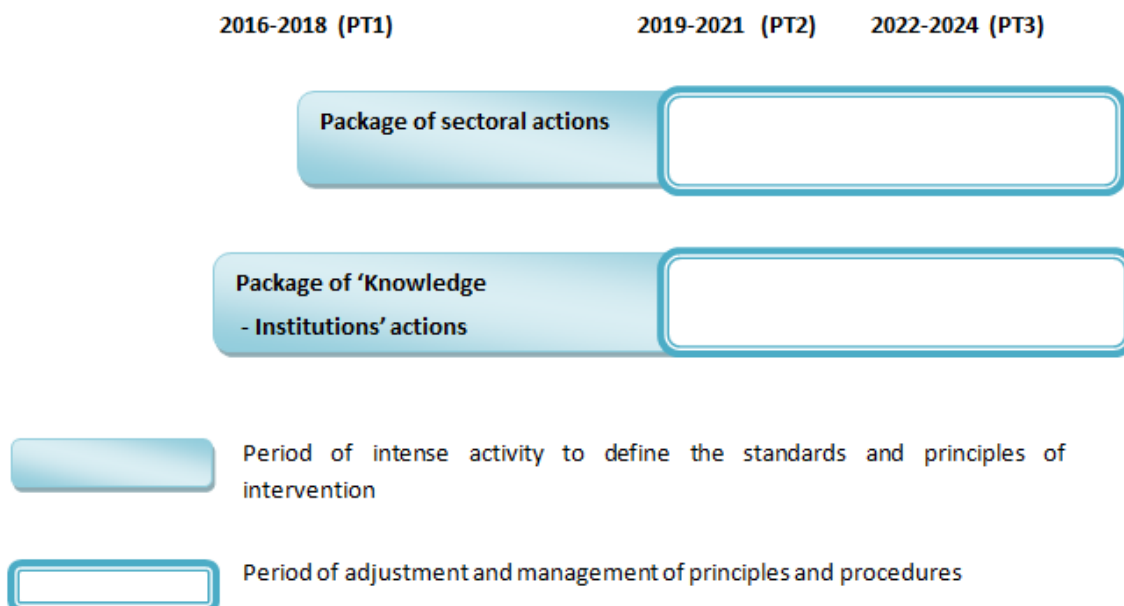 2016-2018 (PT1) 2019-2021 (PT2) 2022-2024 (PT3)
Package of sectoral actions
Package of ‘Knowledge
- Institutions’ actions
Period of intense activity to define the standards and principles of
intervention
Period of adjustment and management of principles and procedures